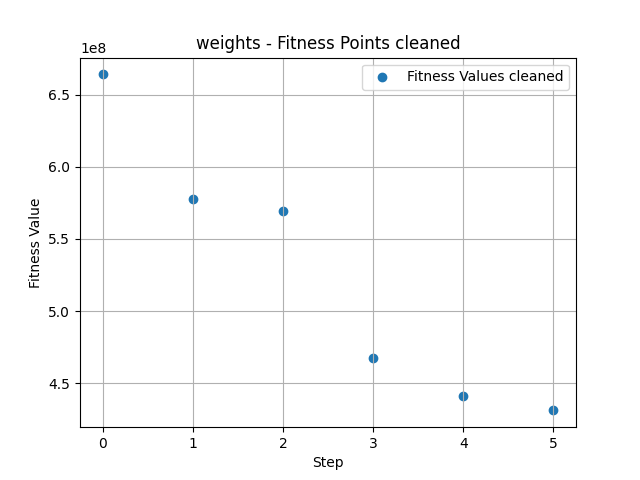 weights - Fitness Points cleaned
1e8
Fitness Values cleaned
6.5
6.0
5.5
5.0
4.5
Fitness Value
0 1 2 3 4 5
Step